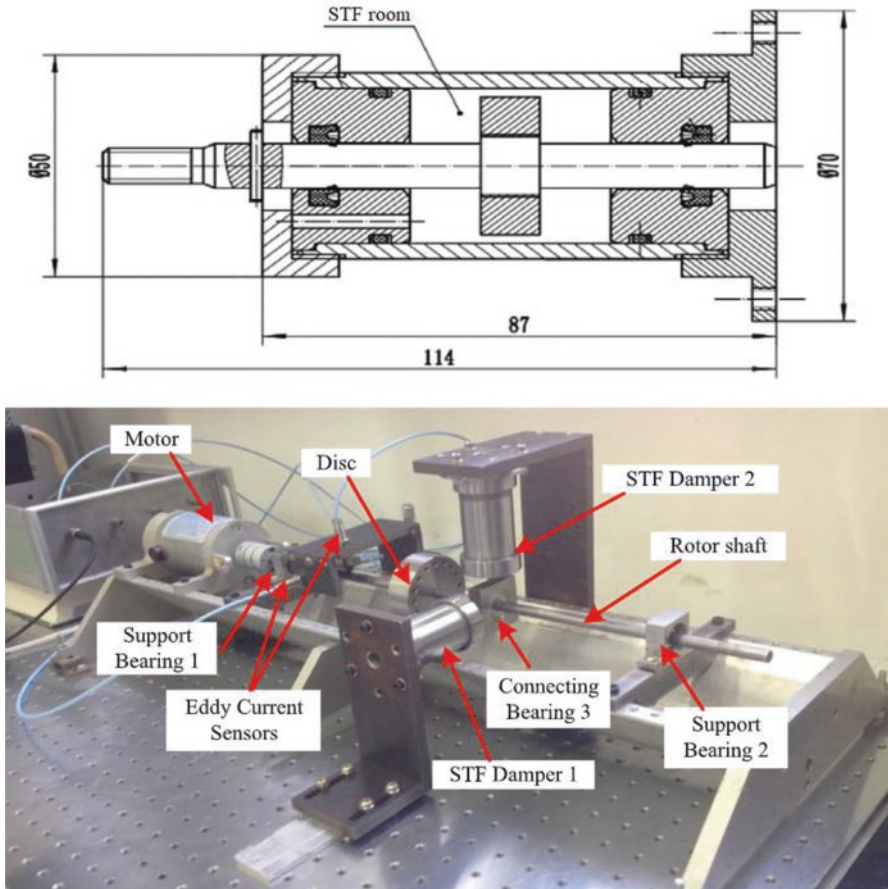 STF room
Ø50
Ø70
87
114
Motor
Disc
STF Damper 2
Rotor shaft
Support
Bearing 1
Eddy Current
Sensors
Connecting
Bearing 3
Support
Bearing 2
STF Damper 1